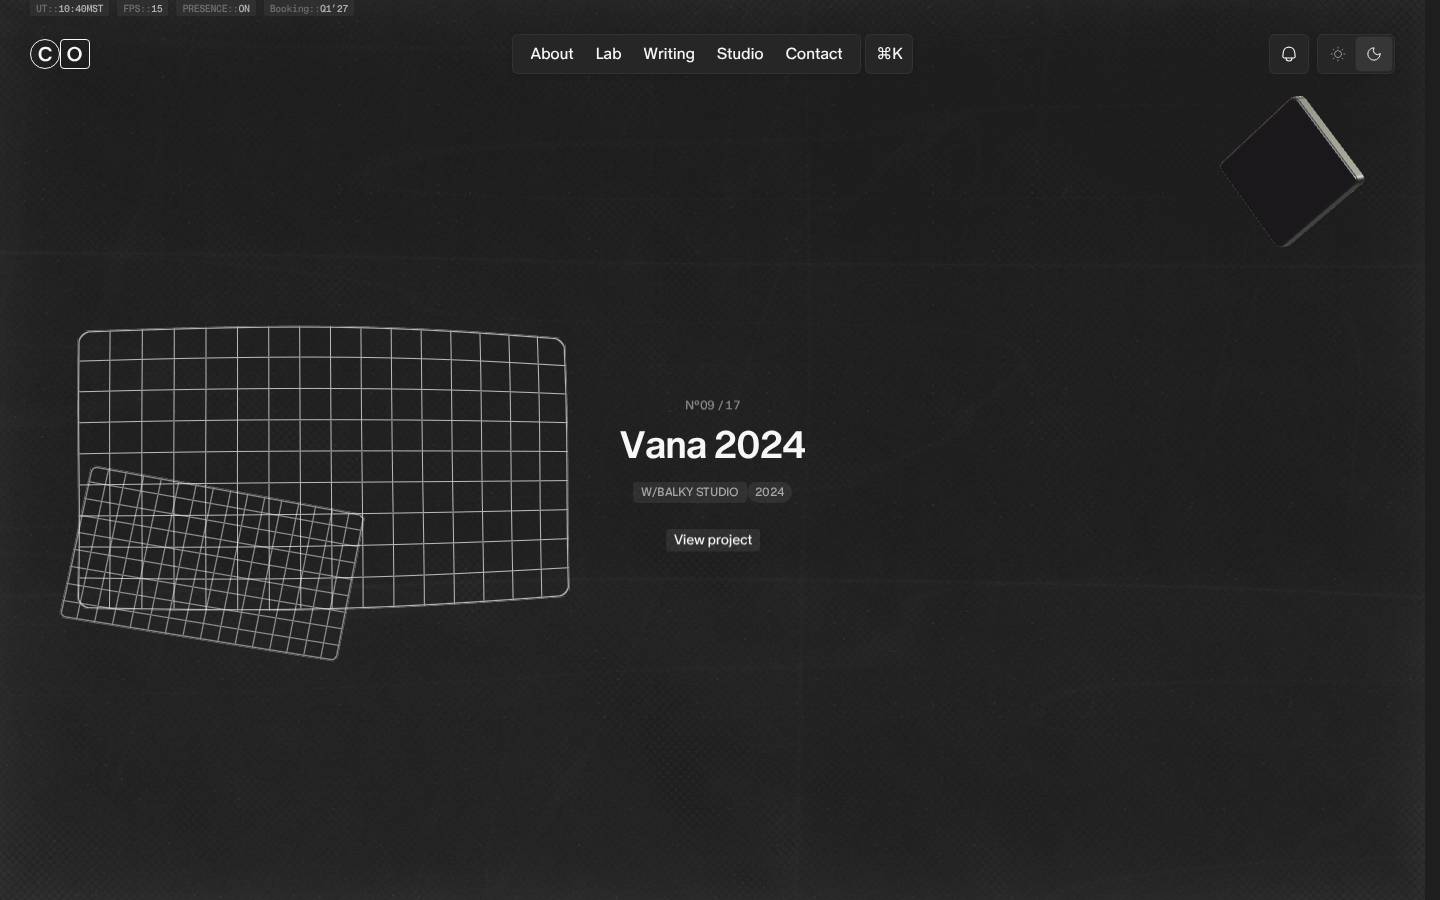 UT::10:40MST FPS::15 PRESENCE::ON Booking::Q1'27
CO About Lab Writing Studio Contact ⌘K
Nº09 / 17
Vana 2024
W/BALKY STUDIO 2024
View project